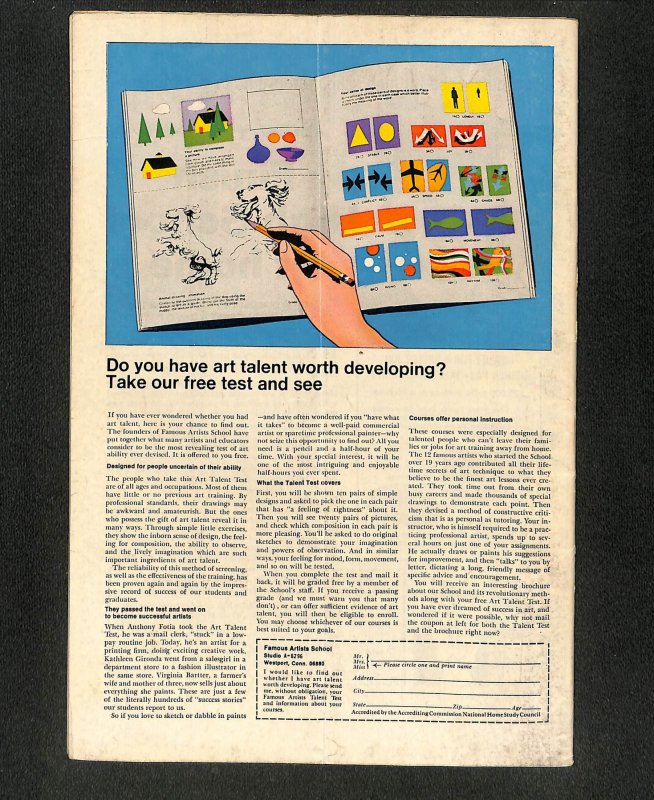 Your sense of design
Your ability to compose
a picture
STABLE
LONELY
JOY
CONFLICT
SPEED
CALM
MOVEMENT
RHYTHM
Animal drawing
Do you have art talent worth developing?
Take our free test and see
If you have ever wondered whether you had
art talent, here is your chance to find out.
The founders of Famous Artists School have
put together what many artists and educators
consider to be the most revealing test of art
ability ever devised. It is offered to you free.
Designed for people uncertain of their ability
The people who take this Art Talent Test
are of all ages and occupations. Most of them
have little or no previous art training. By
professional standards, their drawings may
be awkward and amateurish. But the ones
who possess the gift of art talent reveal it in
many ways. Through simple little exercises,
they show the inborn sense of design, the feel-
ing for composition, the ability to observe,
and the lively imagination which are such
important ingredients of art talent.
The reliability of this method of screening,
as well as the effectiveness of the training, has
been proven again and again by the impres-
sive record of success of our students and
graduates.
They passed the test and went on
to become successful artists
When Anthony Fotia took the Art Talent
Test, he was a mail clerk, "stuck" in a low-
pay routine job. Today, he's an artist for a
printing firm, doing exciting creative work.
Kathleen Gironda went from a salesgirl in a
department store to a fashion illustrator in
the same store. Virginia Bartter, a farmer's
wife and mother of three, now sells just about
everything she paints. These are just a few
of the literally hundreds of "success stories"
our students report to us.
So if you love to sketch or dabble in paints
—and have often wondered if you "have what
it takes" to become a well-paid commercial
artist or sparetime professional painter—why
not seize this opportunity to find out? All you
need is a pencil and a half-hour of your
time. With your special interest, it will be
one of the most intriguing and enjoyable
half-hours you ever spent.
What the Talent Test covers
First, you will be shown ten pairs of simple
designs and asked to pick the one in each pair
that has "a feeling of rightness" about it.
Then you will see twenty pairs of pictures,
and check which composition in each pair is
more pleasing. You'll be asked to do original
sketches to demonstrate your imagination
and powers of observation. And in similar
ways, your feeling for mood, form, movement,
and so on will be tested.
When you complete the test and mail it
back, it will be graded free by a member of
the School's staff. If you receive a passing
grade (and we must warn you that many
don't), or can offer sufficient evidence of art
talent, you will then be eligible to enroll.
You may choose whichever of our courses is
best suited to your goals.
Courses offer personal instruction
These courses were especially designed for
talented people who can't leave their fami-
lies or jobs for art training away from home.
The 12 famous artists who started the School
over 19 years ago contributed all their life-
time secrets of art technique to what they
believe to be the finest art lessons ever cre-
ated. They took time out from their own
busy careers and made thousands of special
drawings to demonstrate each point. Then
they devised a method of constructive criti-
cism that is as personal as tutoring. Your in-
structor, who is himself required to be a prac-
ticing professional artist, spends up to sev-
eral hours on just one of your assignments.
He actually draws or paints his suggestions
for improvement, and then "talks" to you by
letter, dictating a long, friendly message of
specific advice and encouragement.
You will receive an interesting brochure
about our School and its revolutionary meth-
ods along with your free Art Talent Test. If
you have ever dreamed of success in art, and
wondered if it were possible, why not mail
the coupon at left for both the Talent Test
and the brochure right now?
Famous Artists School
Studio A-6296
Westport, Conn. 06880
I would like to find out
whether I have art talent
worth developing. Please send
me, without obligation, your
Famous Artists Talent Test
and information about your
courses.
Mr.
Mrs.
Miss
Please circle one and print name
Address
City
State Zip Age
Accredited by the Accrediting Commission National Home Study Council